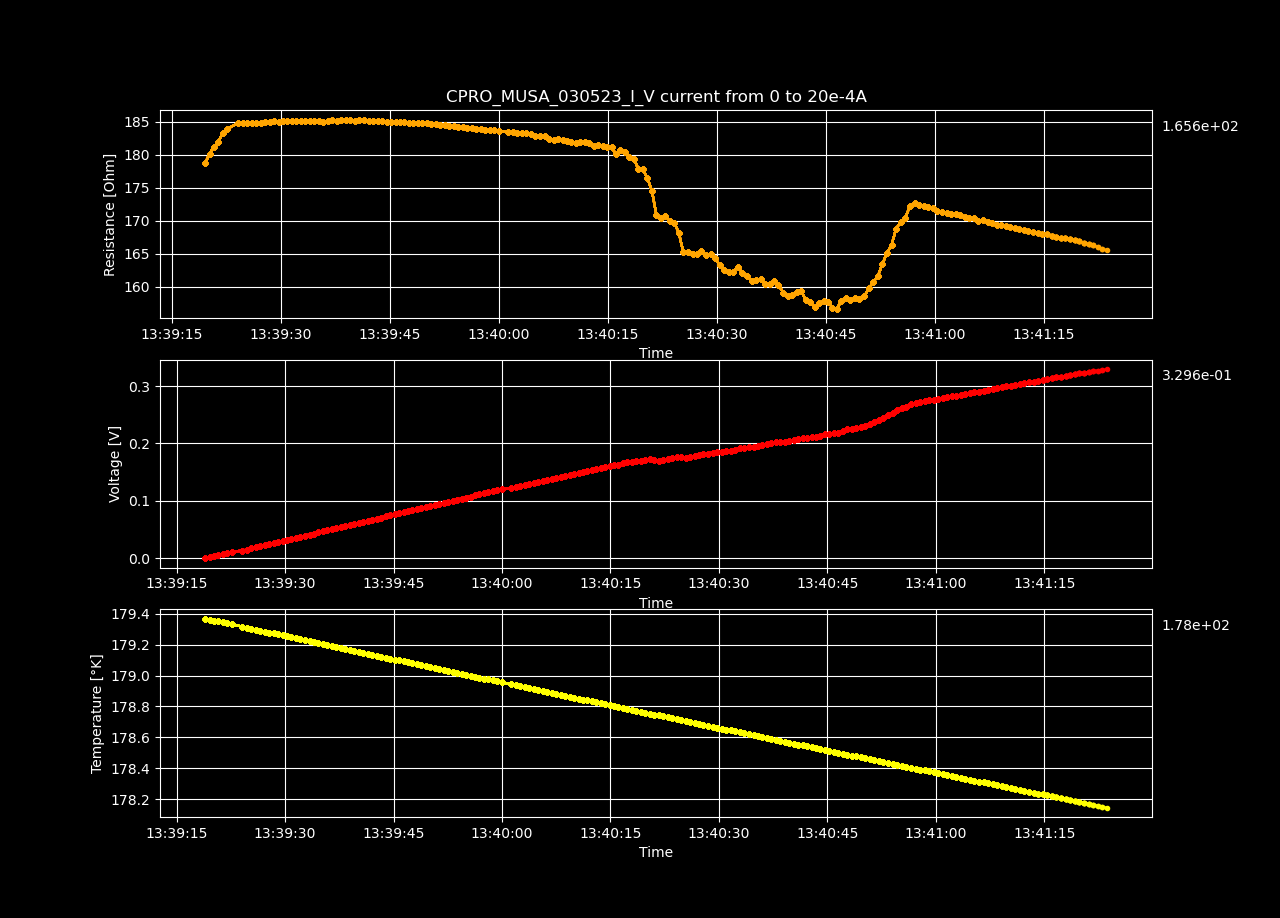 CPRO_MUSA_030523_I_V current from 0 to 20e-4A
185
180
175
170
165
160
Resistance [Ohm]
1.656e+02
13:39:15 13:39:30 13:39:45 13:40:00 13:40:15 13:40:30 13:40:45 13:41:00 13:41:15
Time
0.3
0.2
0.1
0.0
Voltage [V]
3.296e-01
13:39:15 13:39:30 13:39:45 13:40:00 13:40:15 13:40:30 13:40:45 13:41:00 13:41:15
Time
179.4
179.2
179.0
178.8
178.6
178.4
178.2
Temperature [°K]
1.78e+02
13:39:15 13:39:30 13:39:45 13:40:00 13:40:15 13:40:30 13:40:45 13:41:00 13:41:15
Time